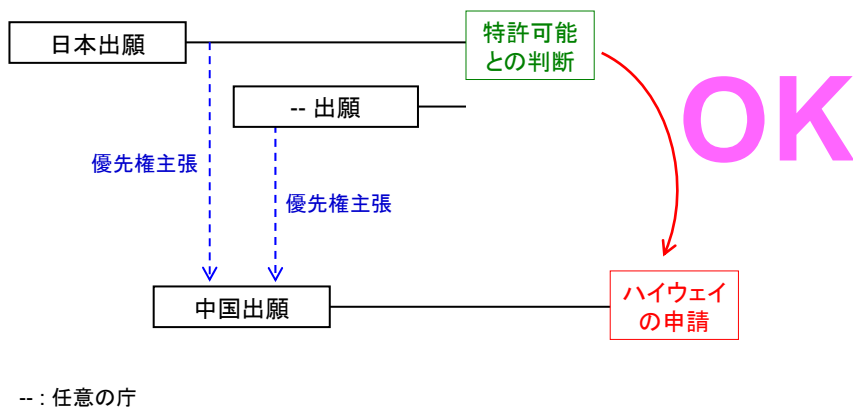 日本出願
特許可能
との判断
OK
-- 出願
優先権主張
優先権主張
中国出願
ハイウェイ
の申請
-- : 任意の庁